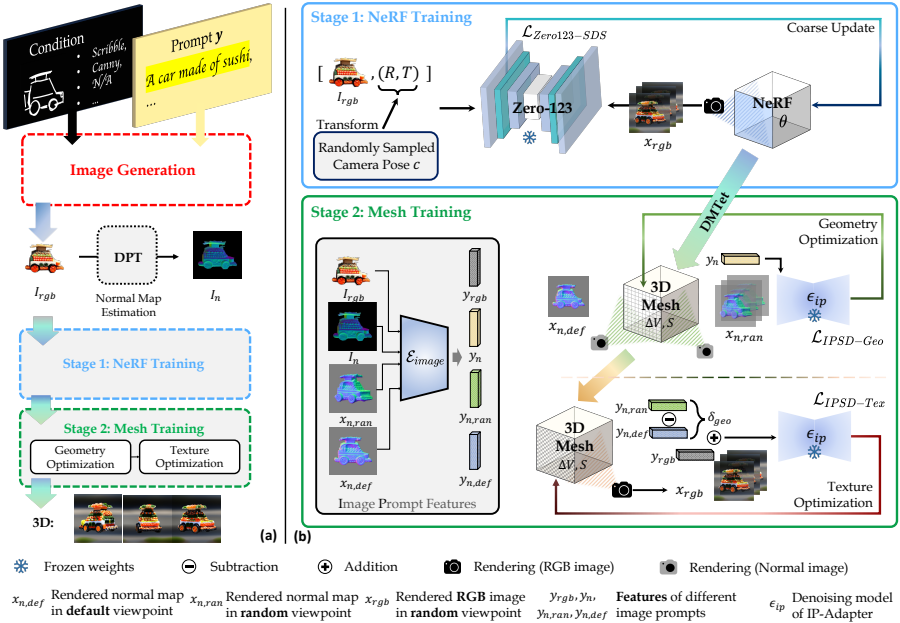 Condition
Scribble,
Canny,
N/A
...
Prompt y
A car made of sushi,
...
Image Generation
I_rgb
DPT
Normal Map
Estimation
I_n
Stage 1: NeRF Training
Stage 2: Mesh Training
Geometry
Optimization
Texture
Optimization
3D:
(a)
Stage 1: NeRF Training
L_Zero123−SDS
Coarse Update
[ , (R, T) ]
I_rgb
Transform
Randomly Sampled
Camera Pose c
Zero-123
x_rgb
NeRF
θ
DMTet
Stage 2: Mesh Training
I_rgb
I_n
x_n,ran
x_n,def
ℰ_image
y_rgb
y_n
y_n,ran
y_n,def
Image Prompt Features
Geometry
Optimization
x_n,def
3D
Mesh
ΔV, S
y_n
x_n,ran
ϵ_ip
L_IPSD−Geo
L_IPSD−Tex
3D
Mesh
ΔV, S
y_n,ran
y_n,def
δ_geo
y_rgb
x_rgb
ϵ_ip
Texture
Optimization
(b)
Frozen weights
Subtraction
Addition
Rendering (RGB image)
Rendering (Normal image)
x_n,def Rendered normal map
in default viewpoint
x_n,ran Rendered normal map
in random viewpoint
x_rgb Rendered RGB image
in random viewpoint
y_rgb, y_n,
y_n,ran, y_n,def
Features of different
image prompts
ϵ_ip Denoising model
of IP-Adapter